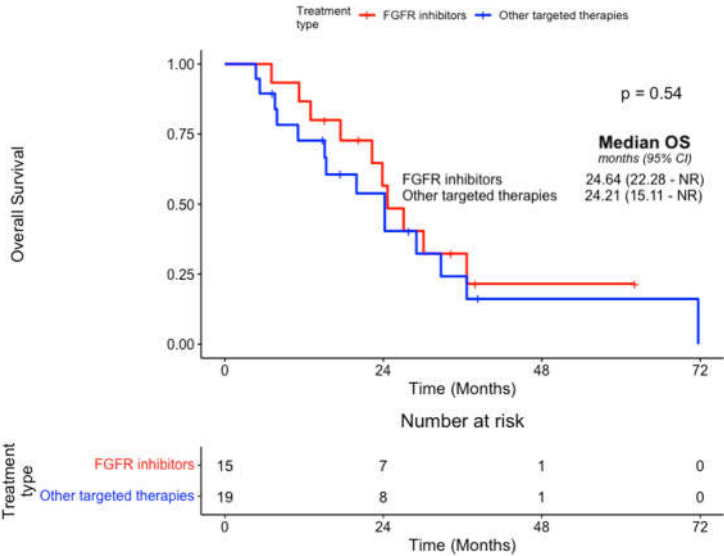 Treatment type FGFR inhibitors Other targeted therapies
p = 0.54
Median OS
months (95% CI)
FGFR inhibitors 24.64 (22.28 - NR)
Other targeted therapies 24.21 (15.11 - NR)
Overall Survival
1.00
0.75
0.50
0.25
0.00
0 24 48 72
Time (Months)
Number at risk
Treatment type
FGFR inhibitors 15 7 1 0
Other targeted therapies 19 8 1 0
0 24 48 72
Time (Months)